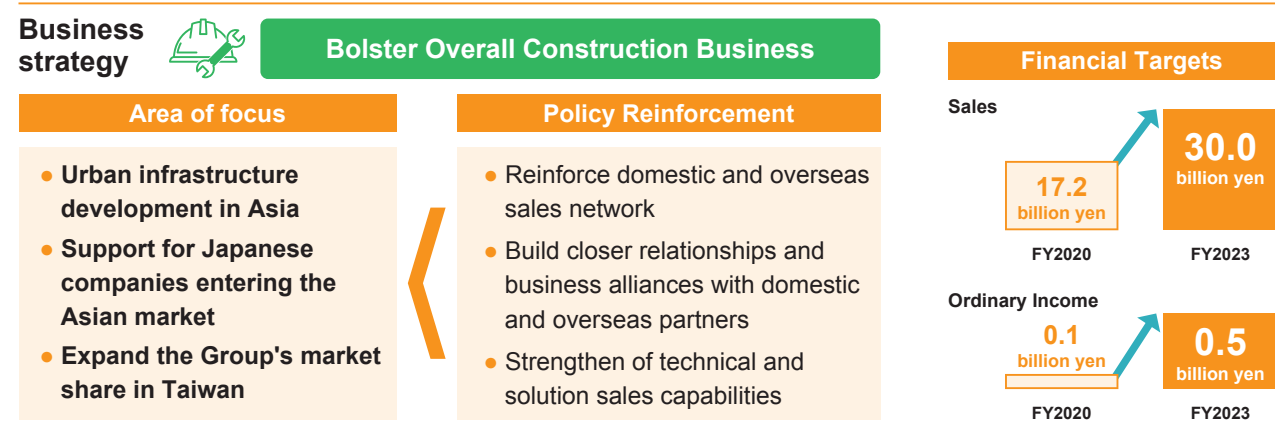 Business
strategy
Bolster Overall Construction Business
Area of focus
● Urban infrastructure
development in Asia
● Support for Japanese
companies entering the
Asian market
● Expand the Group's market
share in Taiwan
Policy Reinforcement
● Reinforce domestic and overseas
sales network
● Build closer relationships and
business alliances with domestic
and overseas partners
● Strengthen of technical and
solution sales capabilities
Financial Targets
Sales
17.2
billion yen
30.0
billion yen
FY2020
FY2023
Ordinary Income
0.1
billion yen
0.5
billion yen
FY2020
FY2023